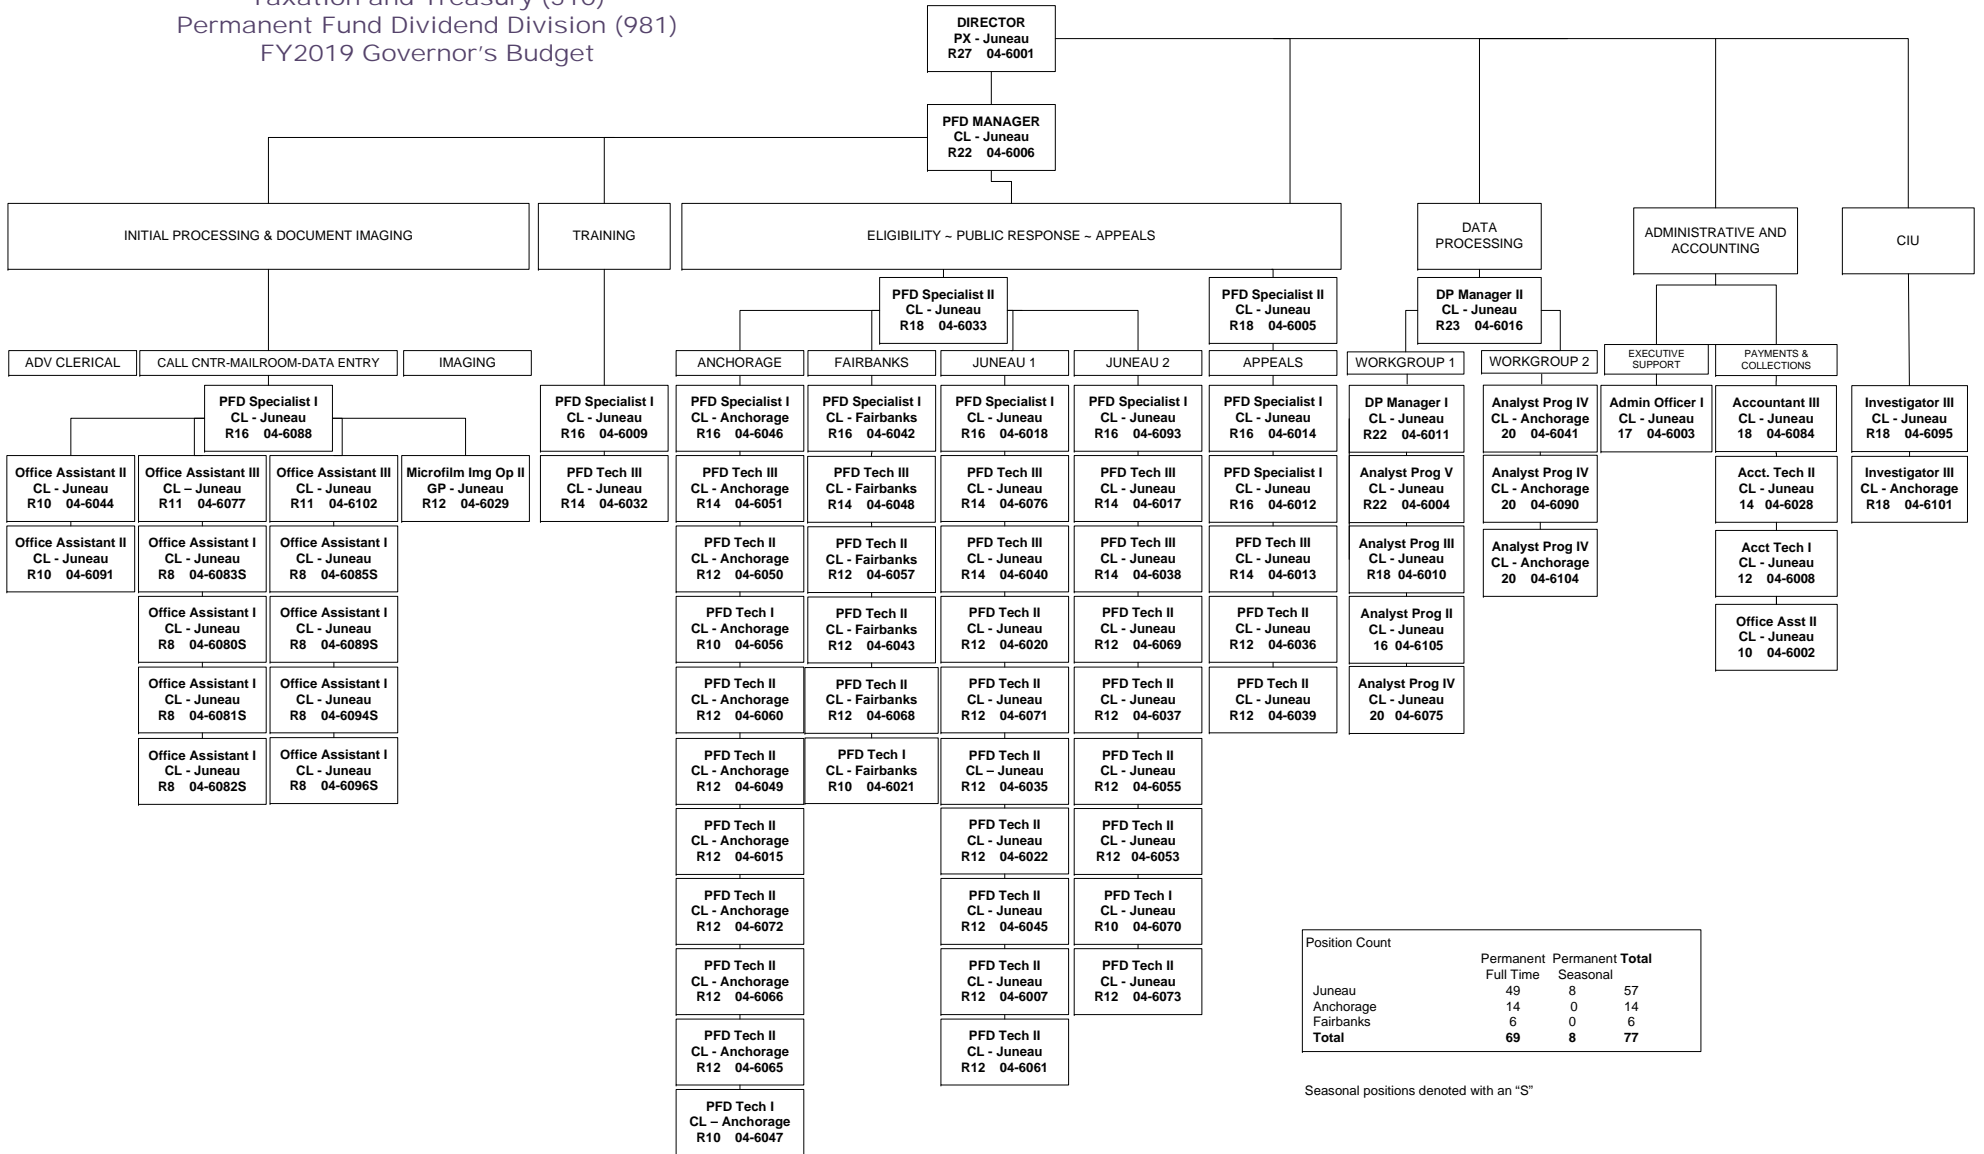 Taxation and Treasury (510)
Permanent Fund Dividend Division (981)
FY2019 Governor's Budget
DIRECTOR
PX - Juneau
R27 04-6001
PFD MANAGER
CL - Juneau
R22 04-6006
INITIAL PROCESSING & DOCUMENT IMAGING
TRAINING
ELIGIBILITY ~ PUBLIC RESPONSE ~ APPEALS
DATA
PROCESSING
ADMINISTRATIVE AND
ACCOUNTING
CIU
PFD Specialist II
CL - Juneau
R18 04-6033
PFD Specialist II
CL - Juneau
R18 04-6005
DP Manager II
CL - Juneau
R23 04-6016
ADV CLERICAL
CALL CNTR-MAILROOM-DATA ENTRY
IMAGING
PFD Specialist I
CL - Juneau
R16 04-6088
Office Assistant II
CL - Juneau
R10 04-6044
Office Assistant II
CL - Juneau
R10 04-6091
Office Assistant III
CL – Juneau
R11 04-6077
Office Assistant I
CL - Juneau
R8 04-6083S
Office Assistant I
CL - Juneau
R8 04-6080S
Office Assistant I
CL - Juneau
R8 04-6081S
Office Assistant I
CL - Juneau
R8 04-6082S
Office Assistant III
CL - Juneau
R11 04-6102
Office Assistant I
CL - Juneau
R8 04-6085S
Office Assistant I
CL - Juneau
R8 04-6089S
Office Assistant I
CL - Juneau
R8 04-6094S
Office Assistant I
CL - Juneau
R8 04-6096S
Microfilm Img Op II
GP - Juneau
R12 04-6029
PFD Specialist I
CL - Juneau
R16 04-6009
PFD Tech III
CL - Juneau
R14 04-6032
ANCHORAGE
PFD Specialist I
CL - Anchorage
R16 04-6046
PFD Tech III
CL - Anchorage
R14 04-6051
PFD Tech II
CL - Anchorage
R12 04-6050
PFD Tech I
CL - Anchorage
R10 04-6056
PFD Tech II
CL - Anchorage
R12 04-6060
PFD Tech II
CL - Anchorage
R12 04-6049
PFD Tech II
CL - Anchorage
R12 04-6015
PFD Tech II
CL - Anchorage
R12 04-6072
PFD Tech II
CL - Anchorage
R12 04-6066
PFD Tech II
CL - Anchorage
R12 04-6065
PFD Tech I
CL – Anchorage
R10 04-6047
FAIRBANKS
PFD Specialist I
CL - Fairbanks
R16 04-6042
PFD Tech III
CL - Fairbanks
R14 04-6048
PFD Tech II
CL - Fairbanks
R12 04-6057
PFD Tech II
CL - Fairbanks
R12 04-6043
PFD Tech II
CL - Fairbanks
R12 04-6068
PFD Tech I
CL - Fairbanks
R10 04-6021
JUNEAU 1
PFD Specialist I
CL - Juneau
R16 04-6018
PFD Tech III
CL - Juneau
R14 04-6076
PFD Tech III
CL - Juneau
R14 04-6040
PFD Tech II
CL - Juneau
R12 04-6020
PFD Tech II
CL - Juneau
R12 04-6071
PFD Tech II
CL – Juneau
R12 04-6035
PFD Tech II
CL - Juneau
R12 04-6022
PFD Tech II
CL - Juneau
R12 04-6045
PFD Tech II
CL - Juneau
R12 04-6007
PFD Tech II
CL - Juneau
R12 04-6061
JUNEAU 2
PFD Specialist I
CL - Juneau
R16 04-6093
PFD Tech III
CL - Juneau
R14 04-6017
PFD Tech III
CL - Juneau
R14 04-6038
PFD Tech II
CL - Juneau
R12 04-6069
PFD Tech II
CL - Juneau
R12 04-6037
PFD Tech II
CL - Juneau
R12 04-6055
PFD Tech II
CL - Juneau
R12 04-6053
PFD Tech I
CL - Juneau
R10 04-6070
PFD Tech II
CL - Juneau
R12 04-6073
APPEALS
PFD Specialist I
CL - Juneau
R16 04-6014
PFD Specialist I
CL - Juneau
R16 04-6012
PFD Tech III
CL - Juneau
R14 04-6013
PFD Tech II
CL - Juneau
R12 04-6036
PFD Tech II
CL - Juneau
R12 04-6039
WORKGROUP 1
DP Manager I
CL - Juneau
R22 04-6011
Analyst Prog V
CL - Juneau
R22 04-6004
Analyst Prog III
CL - Juneau
R18 04-6010
Analyst Prog II
CL - Juneau
16 04-6105
Analyst Prog IV
CL - Juneau
20 04-6075
WORKGROUP 2
Analyst Prog IV
CL - Anchorage
20 04-6041
Analyst Prog IV
CL - Anchorage
20 04-6090
Analyst Prog IV
CL - Anchorage
20 04-6104
EXECUTIVE
SUPPORT
Admin Officer I
CL - Juneau
17 04-6003
PAYMENTS &
COLLECTIONS
Accountant III
CL - Juneau
18 04-6084
Acct. Tech II
CL - Juneau
14 04-6028
Acct Tech I
CL - Juneau
12 04-6008
Office Asst II
CL - Juneau
10 04-6002
Investigator III
CL - Juneau
R18 04-6095
Investigator III
CL - Anchorage
R18 04-6101
Position Count
Permanent Permanent Total
Full Time Seasonal
Juneau 49 8 57
Anchorage 14 0 14
Fairbanks 6 0 6
Total 69 8 77
Seasonal positions denoted with an “S”